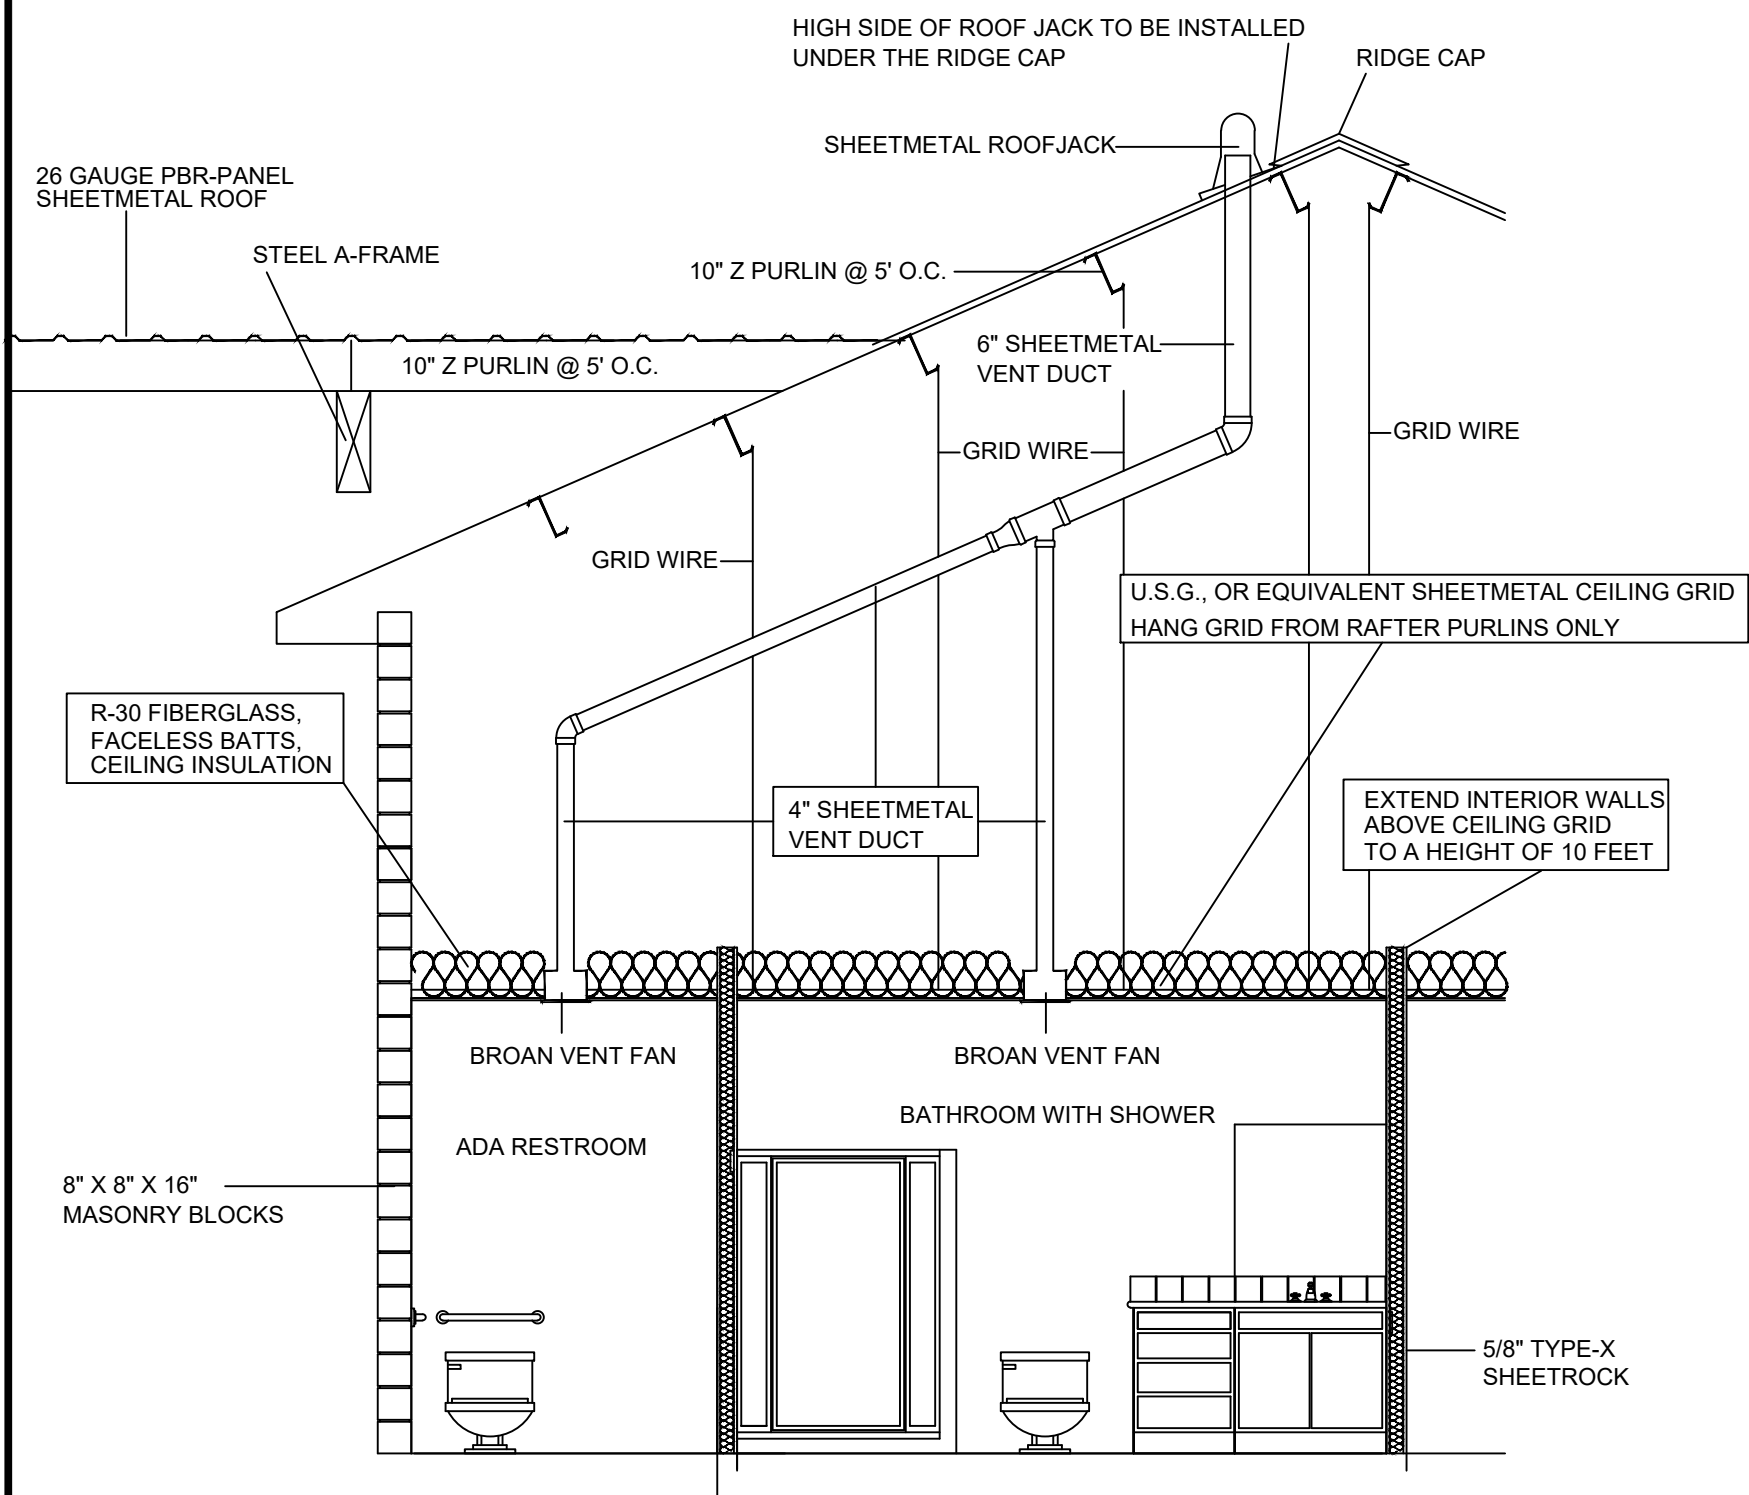 HIGH SIDE OF ROOF JACK TO BE INSTALLED
UNDER THE RIDGE CAP
RIDGE CAP
SHEETMETAL ROOFJACK
26 GAUGE PBR-PANEL
SHEETMETAL ROOF
STEEL A-FRAME
10" Z PURLIN @ 5' O.C.
10" Z PURLIN @ 5' O.C.
6" SHEETMETAL
VENT DUCT
GRID WIRE
GRID WIRE
GRID WIRE
U.S.G., OR EQUIVALENT SHEETMETAL CEILING GRID
HANG GRID FROM RAFTER PURLINS ONLY
R-30 FIBERGLASS,
FACELESS BATTS,
CEILING INSULATION
4" SHEETMETAL
VENT DUCT
EXTEND INTERIOR WALLS
ABOVE CEILING GRID
TO A HEIGHT OF 10 FEET
BROAN VENT FAN
BROAN VENT FAN
BATHROOM WITH SHOWER
ADA RESTROOM
8" X 8" X 16"
MASONRY BLOCKS
5/8" TYPE-X
SHEETROCK